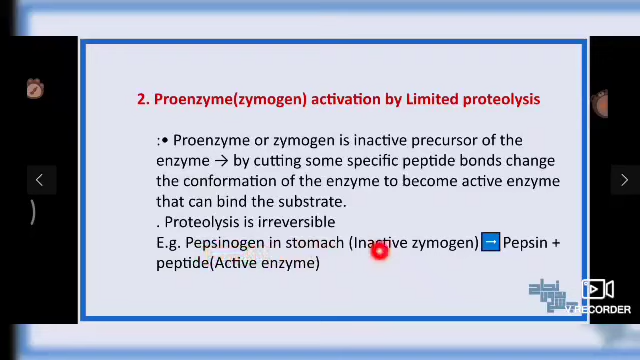 2. Proenzyme(zymogen) activation by Limited proteolysis
:• Proenzyme or zymogen is inactive precursor of the
enzyme → by cutting some specific peptide bonds change
the conformation of the enzyme to become active enzyme
that can bind the substrate.
. Proteolysis is irreversible
E.g. Pepsinogen in stomach (Inactive zymogen) → Pepsin +
peptide(Active enzyme)
V.RECORDER